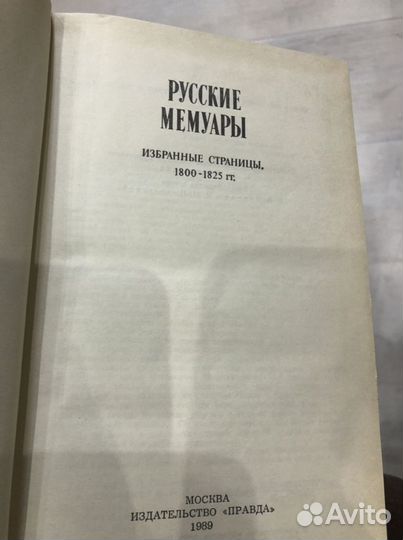 РУССКИЕ
МЕМУАРЫ
ИЗБРАННЫЕ СТРАНИЦЫ.
1800-1825 гг.
МОСКВА
ИЗДАТЕЛЬСТВО «ПРАВДА»
1989
Avito